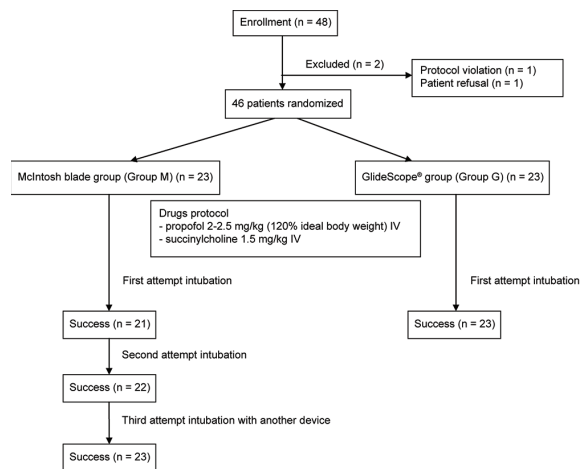 Enrollment (n = 48)
Excluded (n = 2)
Protocol violation (n = 1)
Patient refusal (n = 1)
46 patients randomized
McIntosh blade group (Group M) (n = 23)
GlideScope® group (Group G) (n = 23)
Drugs protocol
- propofol 2-2.5 mg/kg (120% ideal body weight) IV
- succinylcholine 1.5 mg/kg IV
First attempt intubation
First attempt intubation
Success (n = 21)
Success (n = 23)
Second attempt intubation
Success (n = 22)
Third attempt intubation with another device
Success (n = 23)